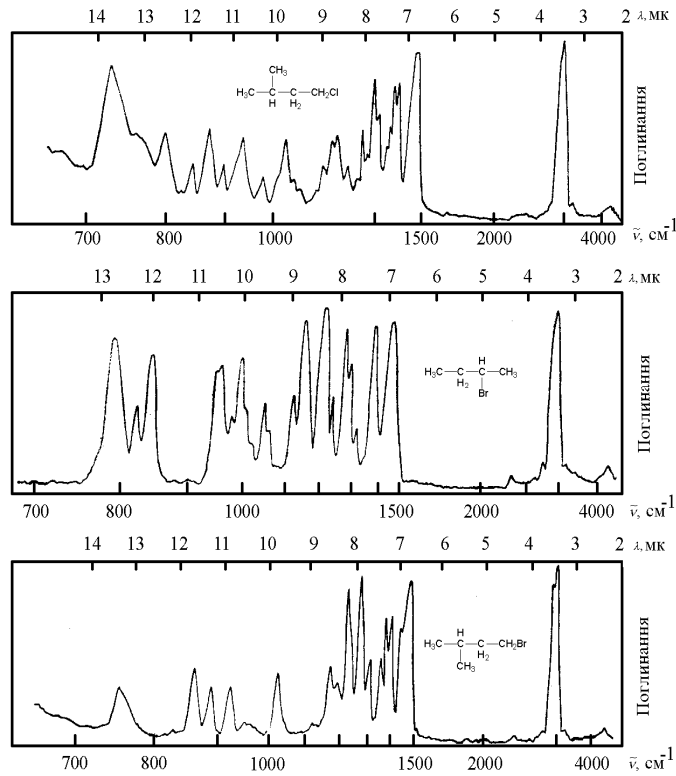 14 13 12 11 10 9 8 7 6 5 4 3 2 λ, мк
CH₃
H₃C—C—C—CH₂Cl
H H₂
Поглинання
700 1000 1500 2000 4000 ν̃, см⁻¹
13 12 11 10 9 8 7 6 5 4 3 2 λ, мк
H
H₃C—C—C—CH₃
H₂ Br
Поглинання
700 800 1000 1500 2000 4000 ν̃, см⁻¹
14 13 12 11 10 9 8 7 6 5 4 3 2 λ, мк
H
H₃C—C—C—CH₂Br
H₂
CH₃
Поглинання
700 800 1000 1500 2000 4000 ν̃, см⁻¹